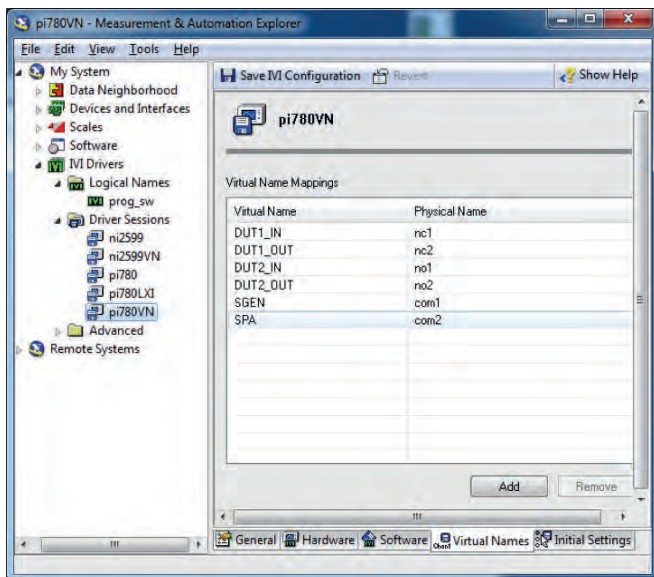 pi780VN - Measurement & Automation Explorer
File Edit View Tools Help
My System
Data Neighborhood
Devices and Interfaces
Scales
Software
IVI Drivers
Logical Names
prog_sw
Driver Sessions
ni2599
ni2599VN
pi780
pi780LXI
pi780VN
Advanced
Remote Systems
Save IVI Configuration Revert Show Help
pi780VN
Virtual Name Mappings
Virtual Name Physical Name
DUT1_IN nc1
DUT1_OUT nc2
DUT2_IN no1
DUT2_OUT no2
SGEN com1
SPA com2
Add Remove
General Hardware Software Virtual Names Initial Settings